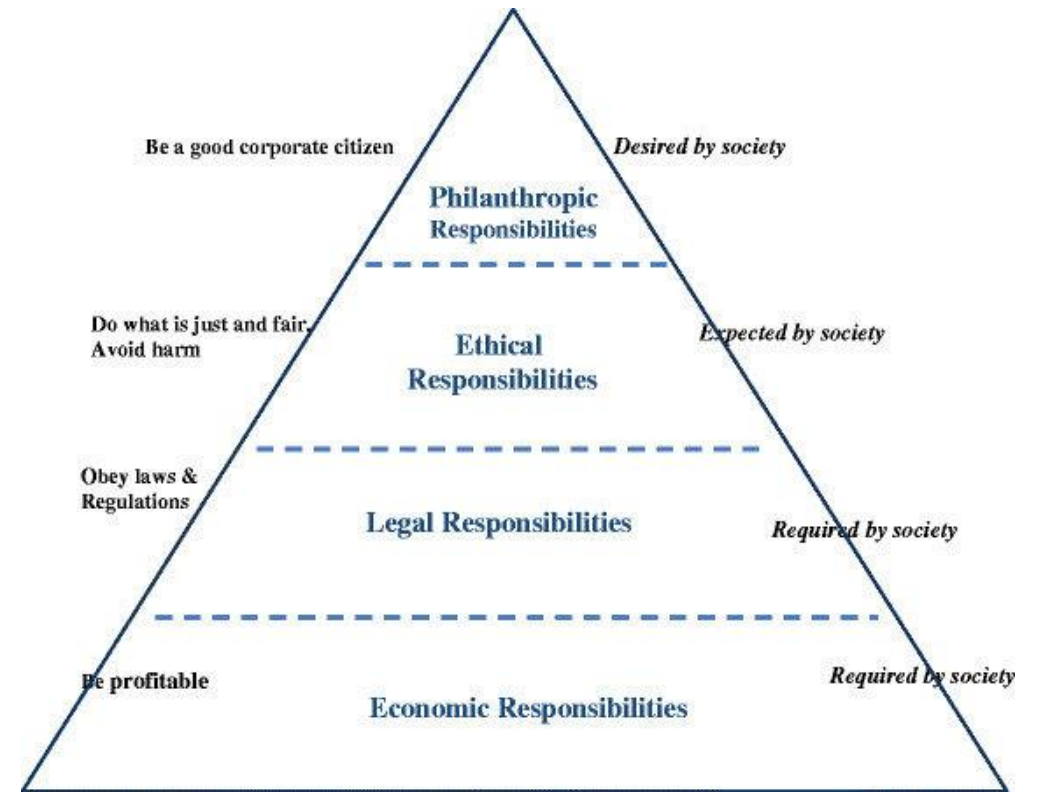 Be a good corporate citizen
Desired by society
Philanthropic
Responsibilities
Do what is just and fair,
Avoid harm
Expected by society
Ethical
Responsibilities
Obey laws &
Regulations
Legal Responsibilities
Required by society
Be profitable
Required by society
Economic Responsibilities